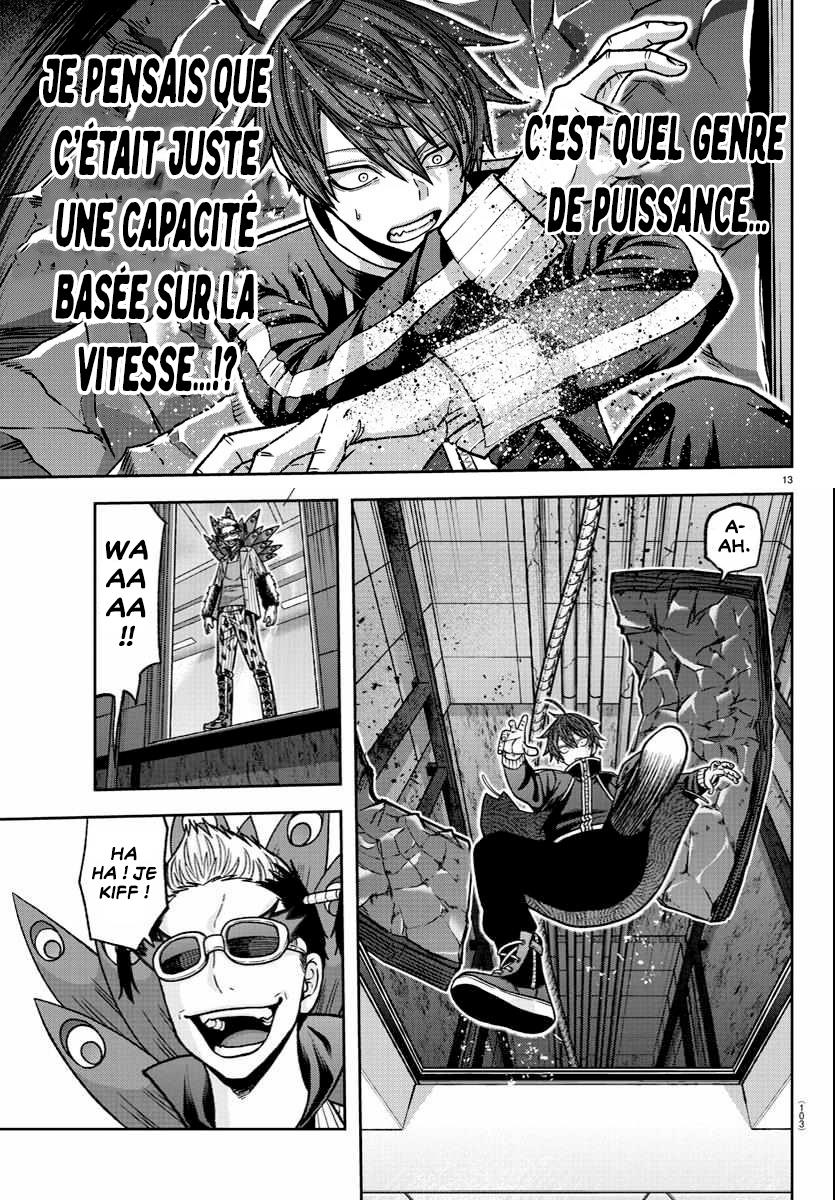 C'EST QUEL GENRE
DE PUISSANCE...
JE PENSAIS QUE
C'ÉTAIT JUSTE
UNE CAPACITÉ
BASÉE SUR LA
VITESSE...!?
13
A-
AH.
WA
AA
AA
!!
HA
HA ! JE
KIFF !
(103)